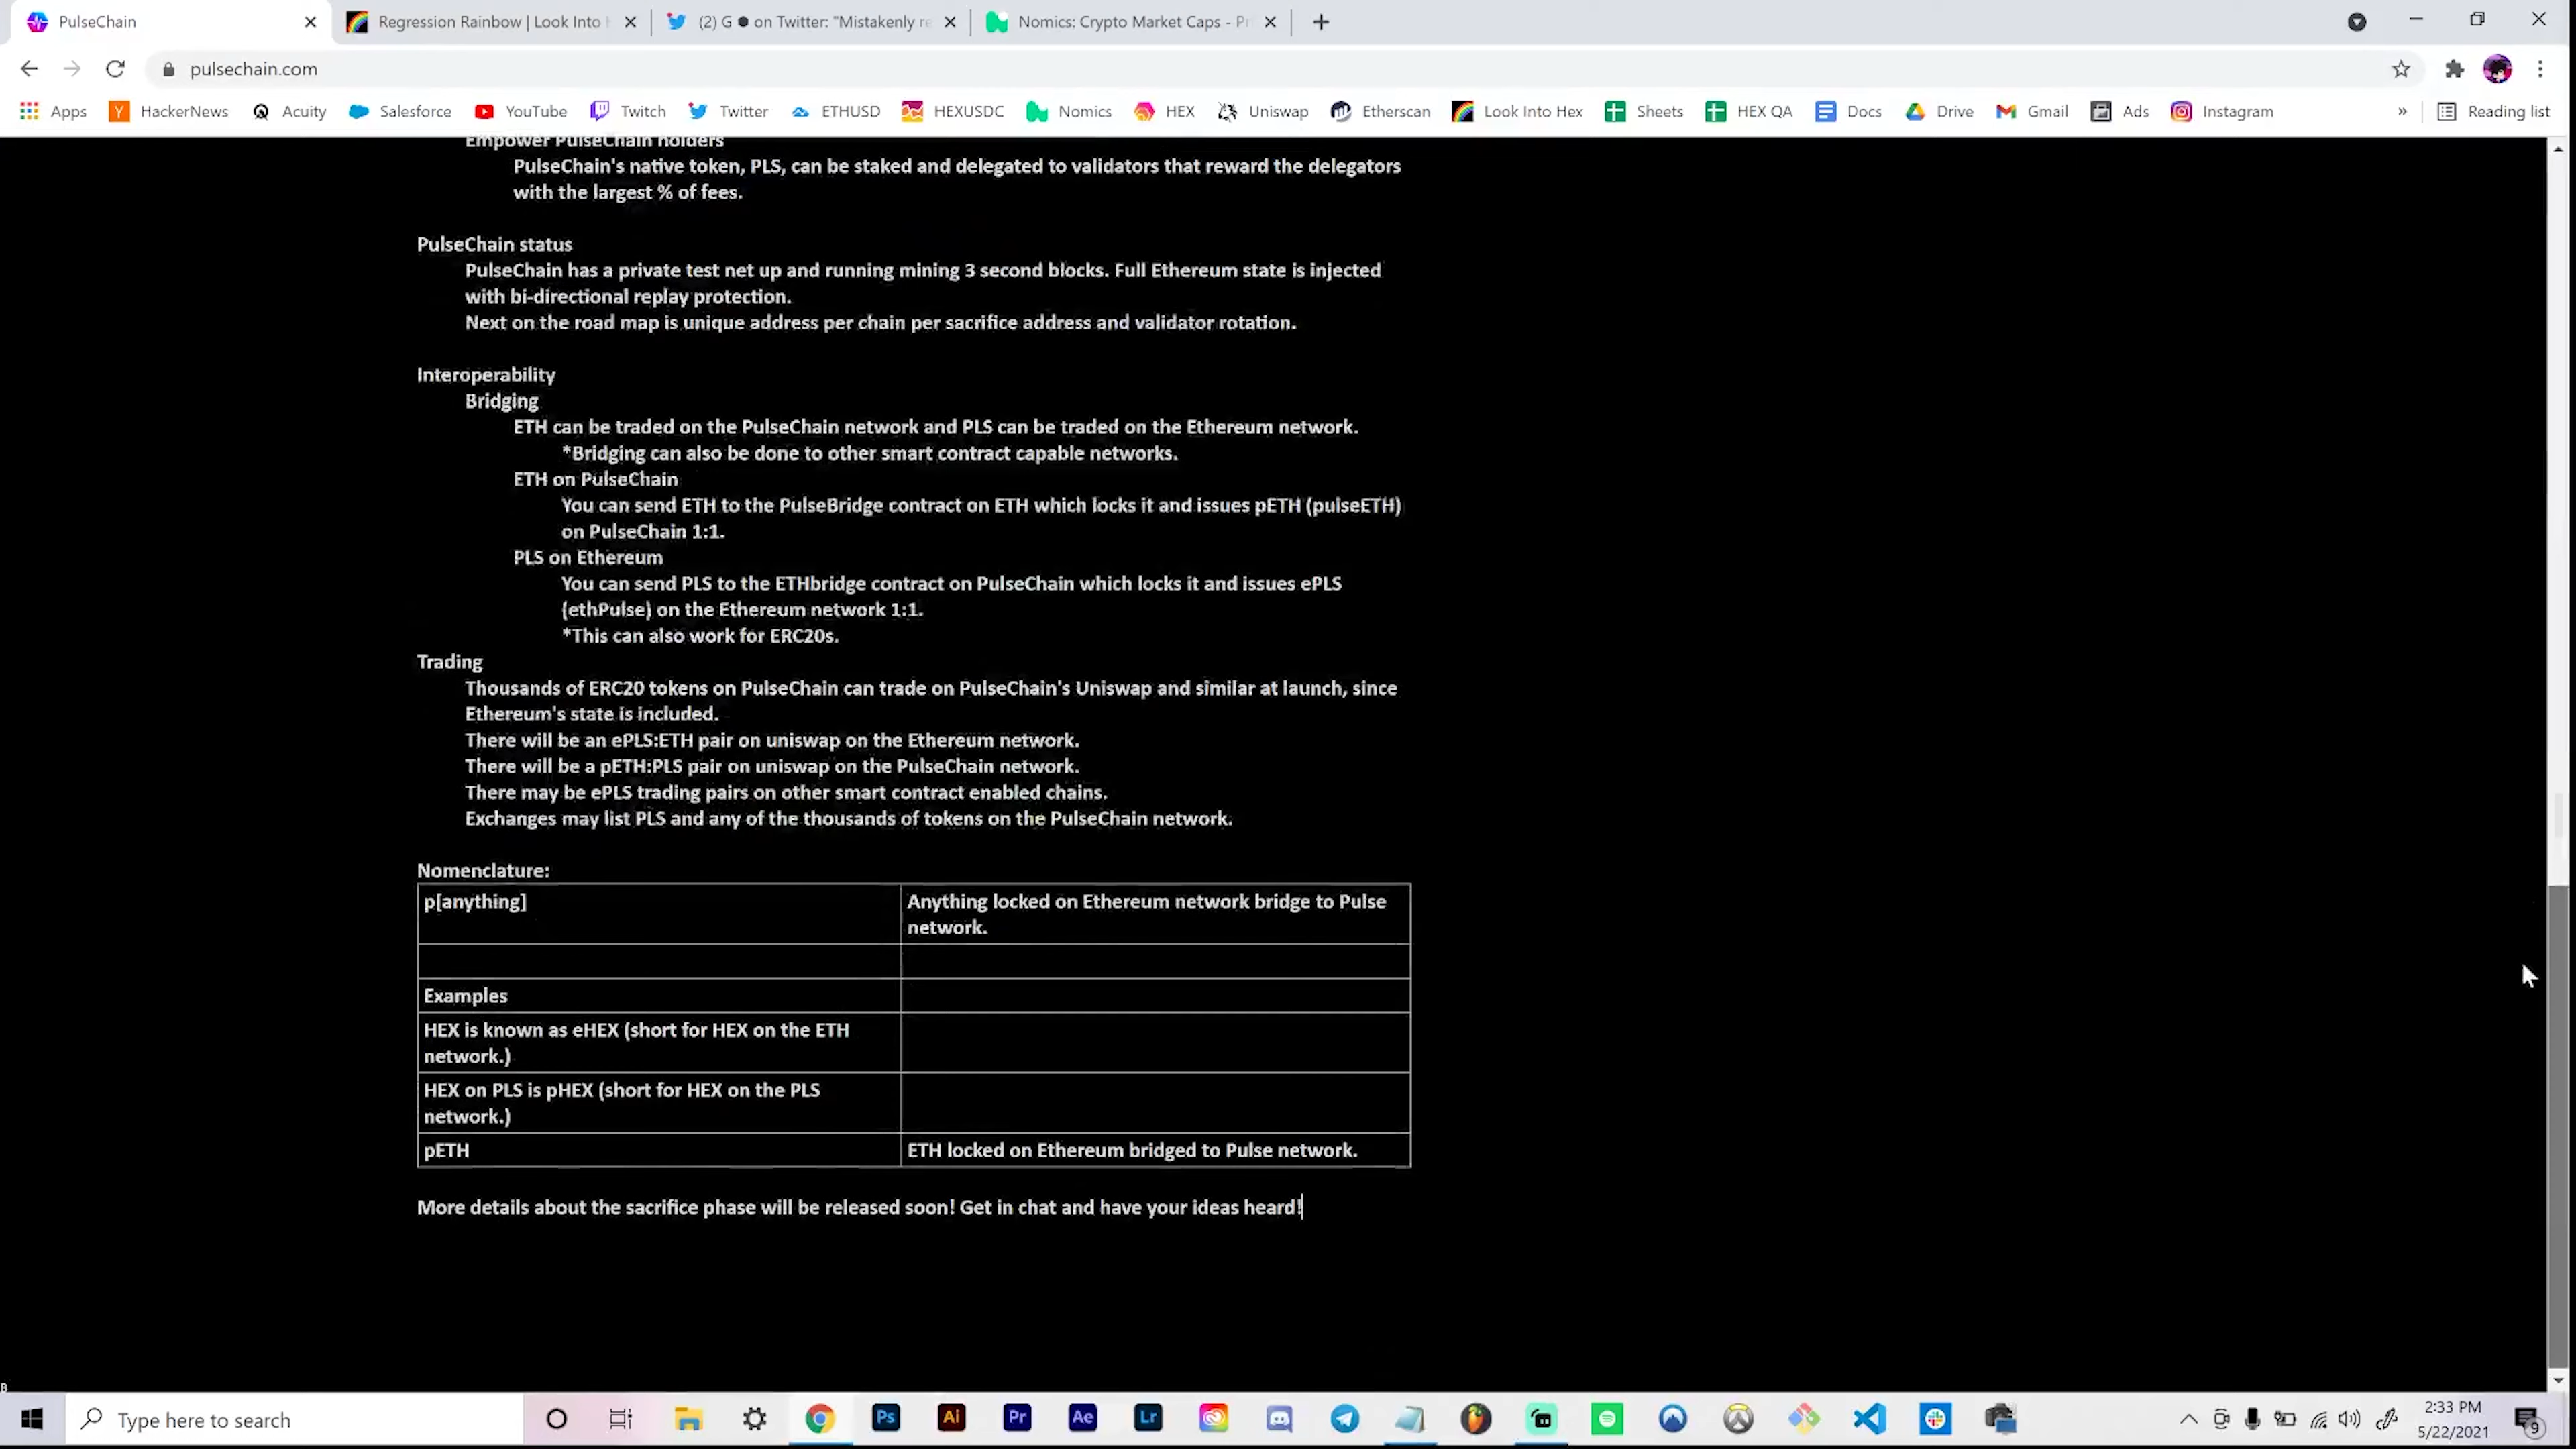 PulseChain
Regression Rainbow | Look Into
(2) G on Twitter: "Mistakenly re
Nomics: Crypto Market Caps - Pr
pulsechain.com
Apps
HackerNews
Acuity
Salesforce
YouTube
Twitch
Twitter
ETHUSD
HEXUSDC
Nomics
HEX
Uniswap
Etherscan
Look Into Hex
Sheets
HEX QA
Docs
Drive
Gmail
Ads
Instagram
»
Reading list
Empower PulseChain holders
PulseChain's native token, PLS, can be staked and delegated to validators that reward the delegators
with the largest % of fees.
PulseChain status
PulseChain has a private test net up and running mining 3 second blocks. Full Ethereum state is injected
with bi-directional replay protection.
Next on the road map is unique address per chain per sacrifice address and validator rotation.
Interoperability
Bridging
ETH can be traded on the PulseChain network and PLS can be traded on the Ethereum network.
*Bridging can also be done to other smart contract capable networks.
ETH on PulseChain
You can send ETH to the PulseBridge contract on ETH which locks it and issues pETH (pulseETH)
on PulseChain 1:1.
PLS on Ethereum
You can send PLS to the ETHbridge contract on PulseChain which locks it and issues ePLS
(ethPulse) on the Ethereum network 1:1.
*This can also work for ERC20s.
Trading
Thousands of ERC20 tokens on PulseChain can trade on PulseChain's Uniswap and similar at launch, since
Ethereum's state is included.
There will be an ePLS:ETH pair on uniswap on the Ethereum network.
There will be a pETH:PLS pair on uniswap on the PulseChain network.
There may be ePLS trading pairs on other smart contract enabled chains.
Exchanges may list PLS and any of the thousands of tokens on the PulseChain network.
Nomenclature:
p[anything]
Anything locked on Ethereum network bridge to Pulse
network.
Examples
HEX is known as eHEX (short for HEX on the ETH
network.)
HEX on PLS is pHEX (short for HEX on the PLS
network.)
pETH
ETH locked on Ethereum bridged to Pulse network.
More details about the sacrifice phase will be released soon! Get in chat and have your ideas heard!
Type here to search
Ps
Ai
Pr
Ae
Lr
2:33 PM
5/22/2021
9